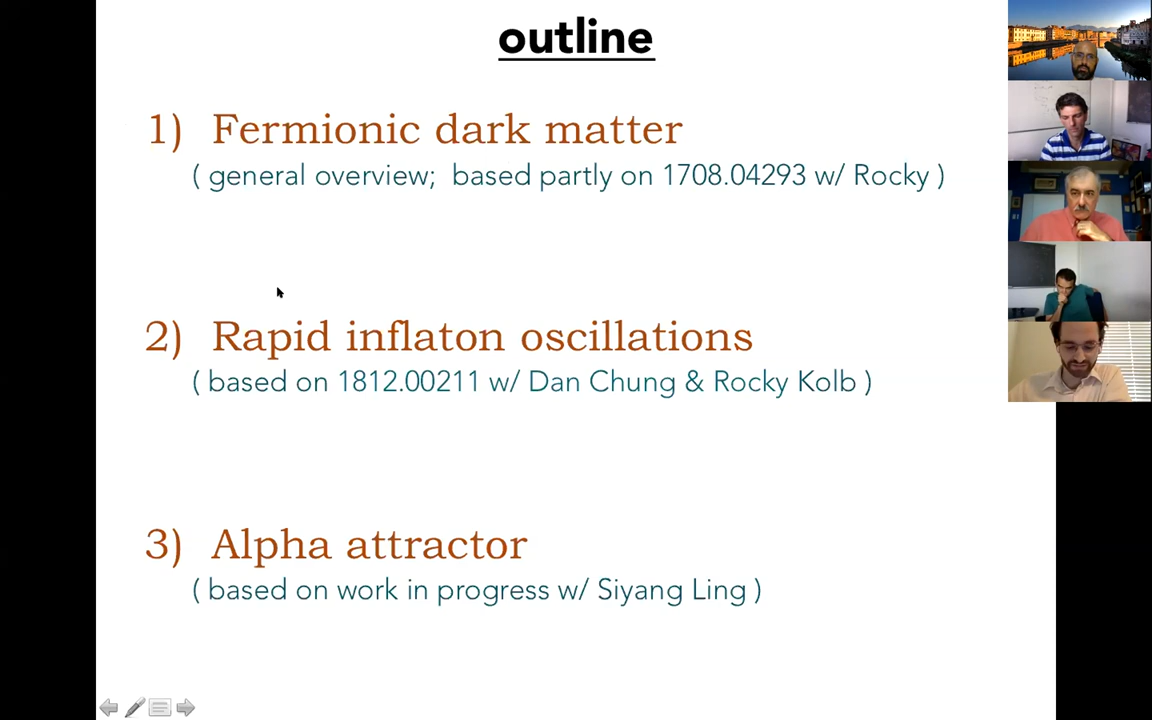 outline
1) Fermionic dark matter
( general overview; based partly on 1708.04293 w/ Rocky )
2) Rapid inflaton oscillations
( based on 1812.00211 w/ Dan Chung & Rocky Kolb )
3) Alpha attractor
( based on work in progress w/ Siyang Ling )